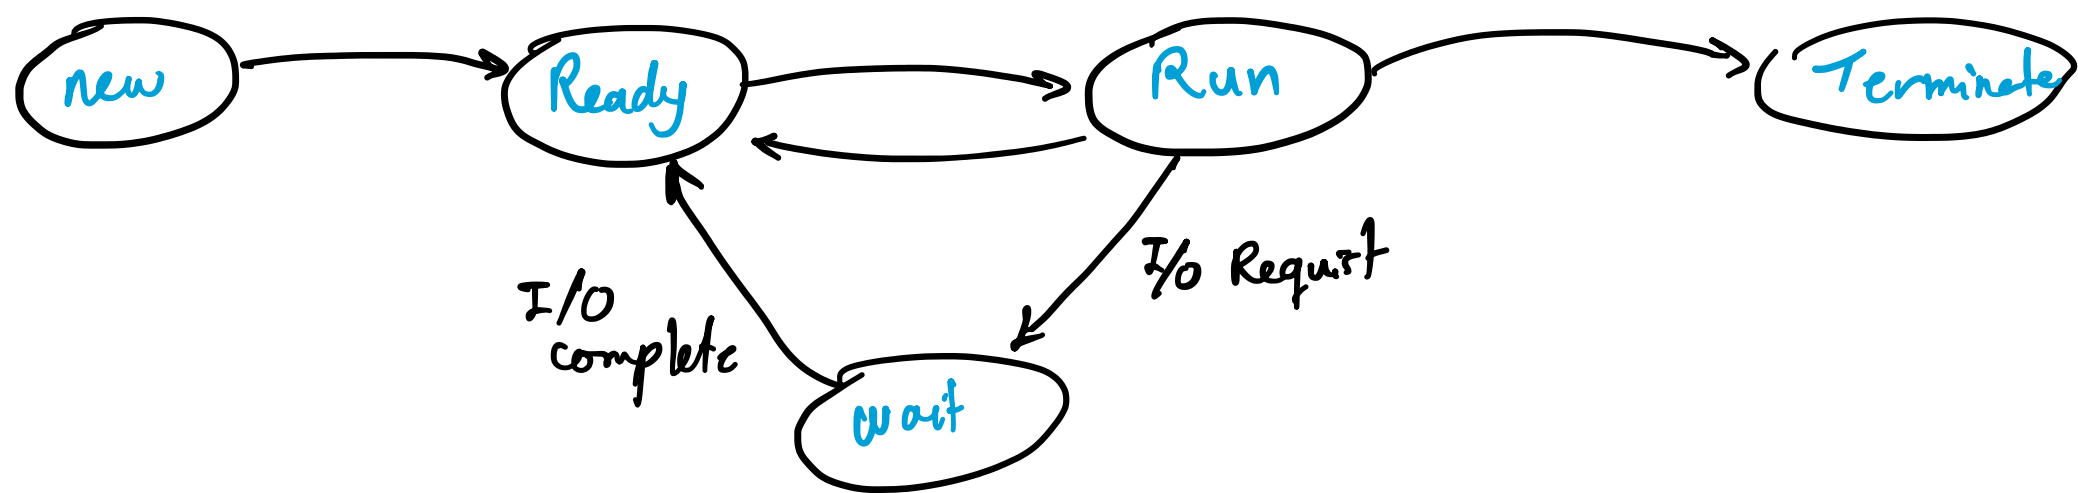 new
Ready
Run
Terminate
I/O Request
I/O
complete
wait